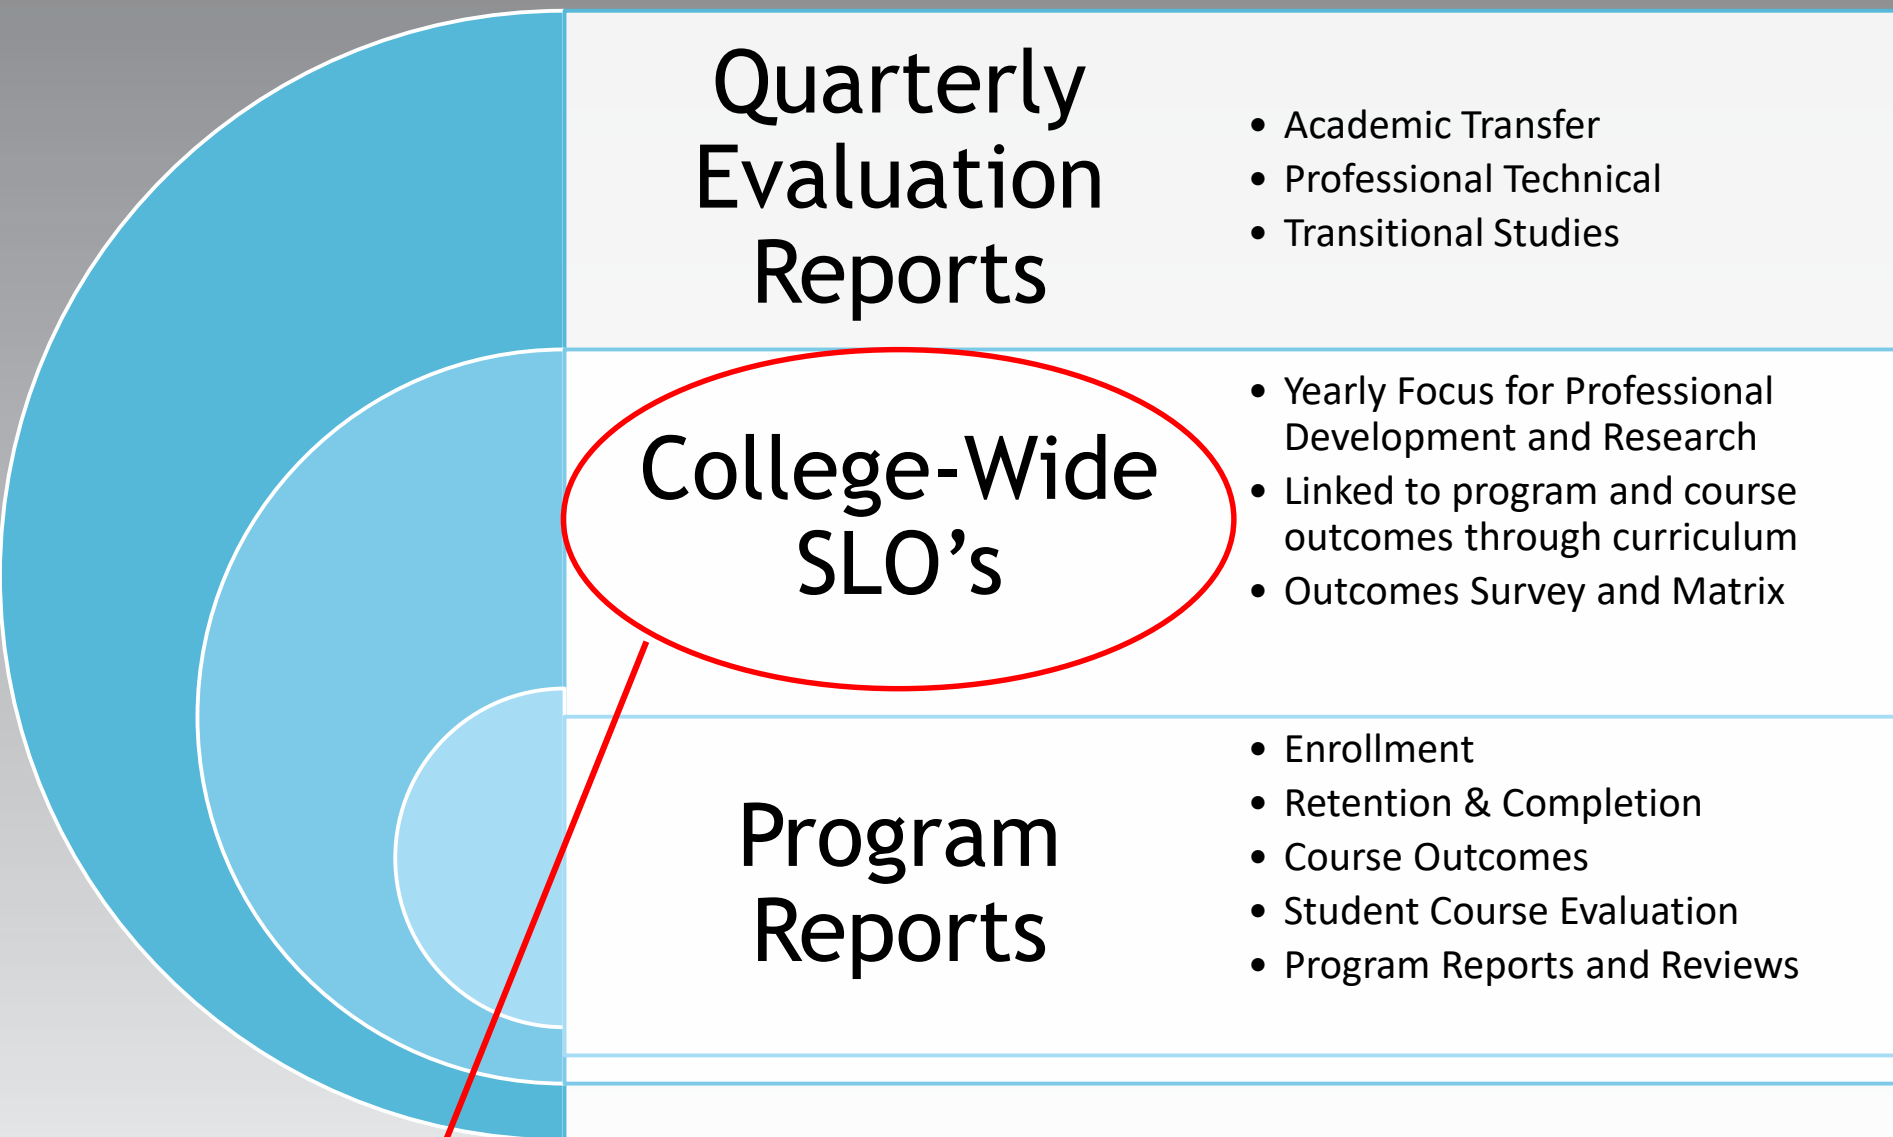 Quarterly
Evaluation
Reports
• Academic Transfer
• Professional Technical
• Transitional Studies
College-Wide
SLO’s
• Yearly Focus for Professional
Development and Research
• Linked to program and course
outcomes through curriculum
• Outcomes Survey and Matrix
Program
Reports
• Enrollment
• Retention & Completion
• Course Outcomes
• Student Course Evaluation
• Program Reports and Reviews